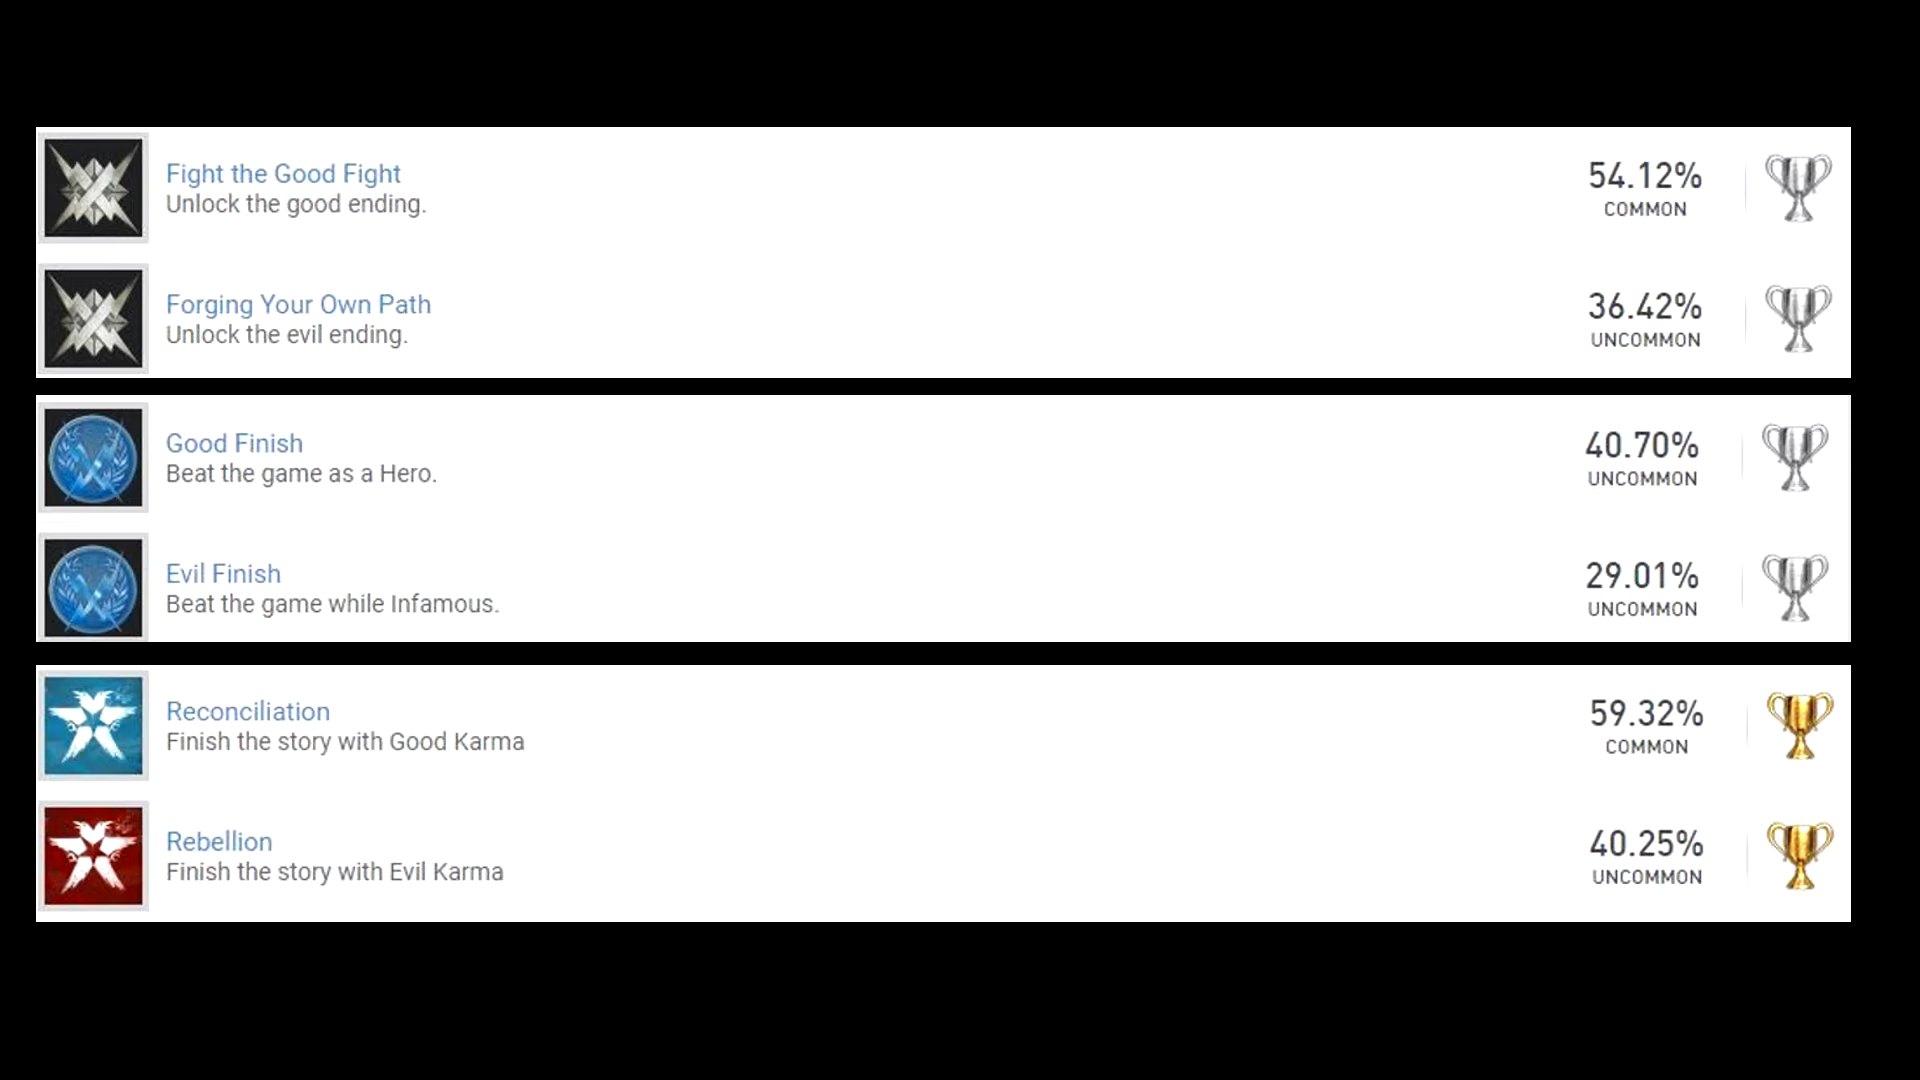 Fight the Good Fight
Unlock the good ending.
54.12%
COMMON
Forging Your Own Path
Unlock the evil ending.
36.42%
UNCOMMON
Good Finish
Beat the game as a Hero.
40.70%
UNCOMMON
Evil Finish
Beat the game while Infamous.
29.01%
UNCOMMON
Reconciliation
Finish the story with Good Karma
59.32%
COMMON
Rebellion
Finish the story with Evil Karma
40.25%
UNCOMMON